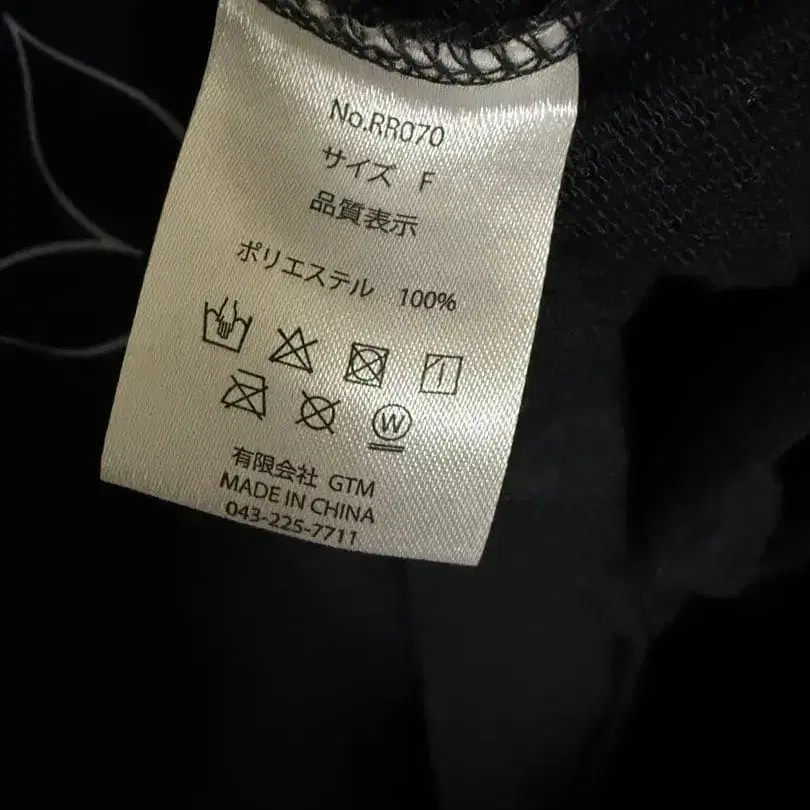 No.RR070
サイズ F
品質表示
ポリエステル 100%
W
有限会社 GTM
MADE IN CHINA
043-225-7711